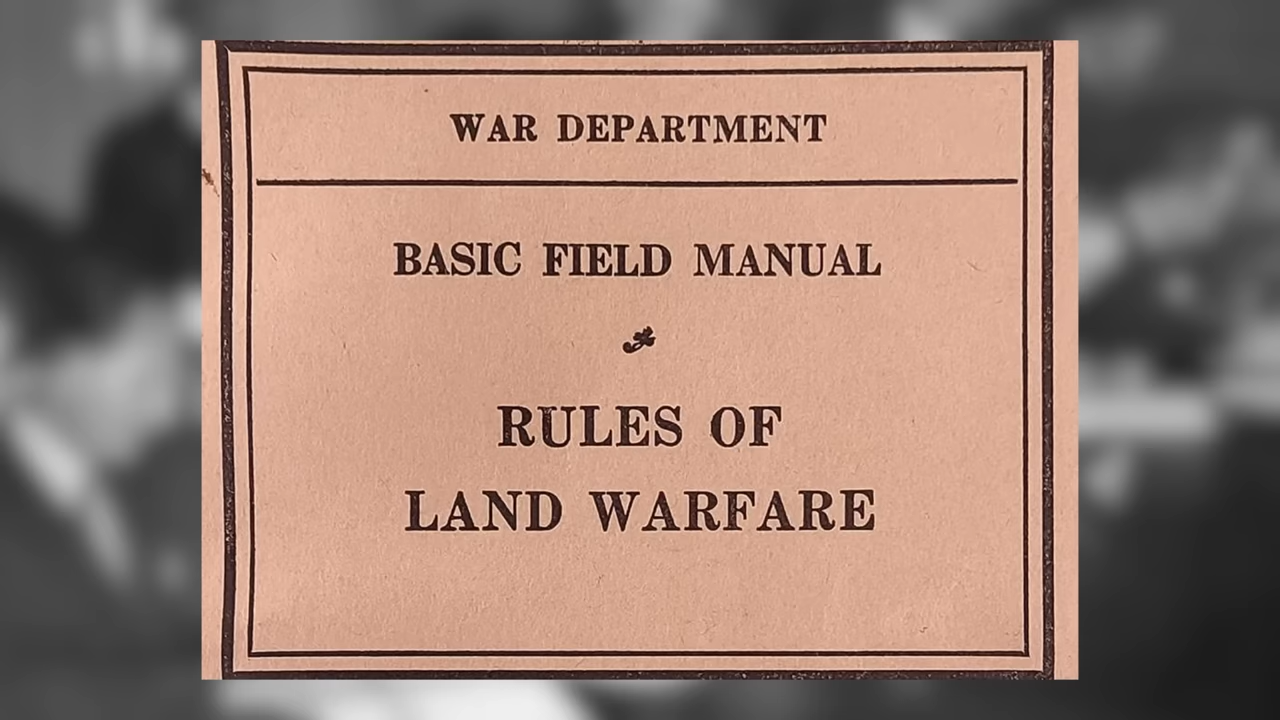 WAR DEPARTMENT
BASIC FIELD MANUAL
RULES OF
LAND WARFARE